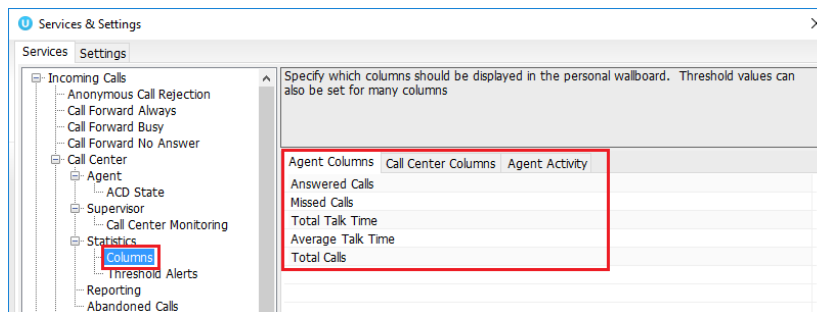 Services & Settings
Services Settings
Incoming Calls
Anonymous Call Rejection
Call Forward Always
Call Forward Busy
Call Forward No Answer
Call Center
Agent
ACD State
Supervisor
Call Center Monitoring
Statistics
Columns
Threshold Alerts
Reporting
Abandoned Calls
Specify which columns should be displayed in the personal wallboard. Threshold values can
also be set for many columns
Agent Columns Call Center Columns Agent Activity
Answered Calls
Missed Calls
Total Talk Time
Average Talk Time
Total Calls